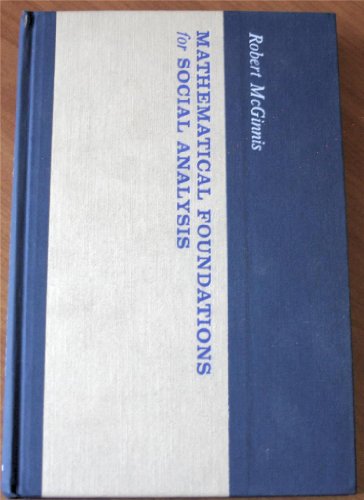 Robert McGinnis
MATHEMATICAL FOUNDATIONS
for SOCIAL ANALYSIS